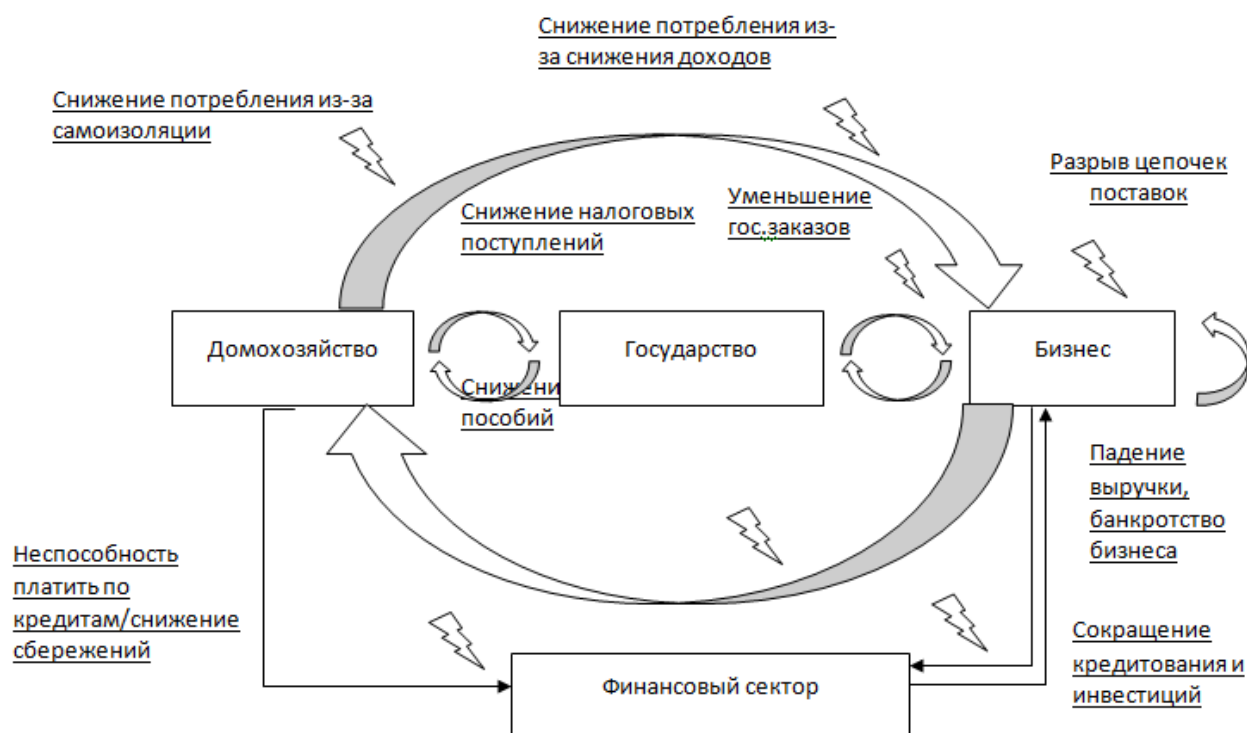 Снижение потребления из-
за снижения доходов
Снижение потребления из-за
самоизоляции
Разрыв цепочек
поставок
Снижение налоговых
поступлений
Уменьшение
гос.заказов
Домохозяйство
Государство
Бизнес
Снижени
пособий
Падение
выручки,
банкротство
бизнеса
Неспособность
платить по
кредитам/снижение
сбережений
Сокращение
кредитования и
инвестиций
Финансовый сектор